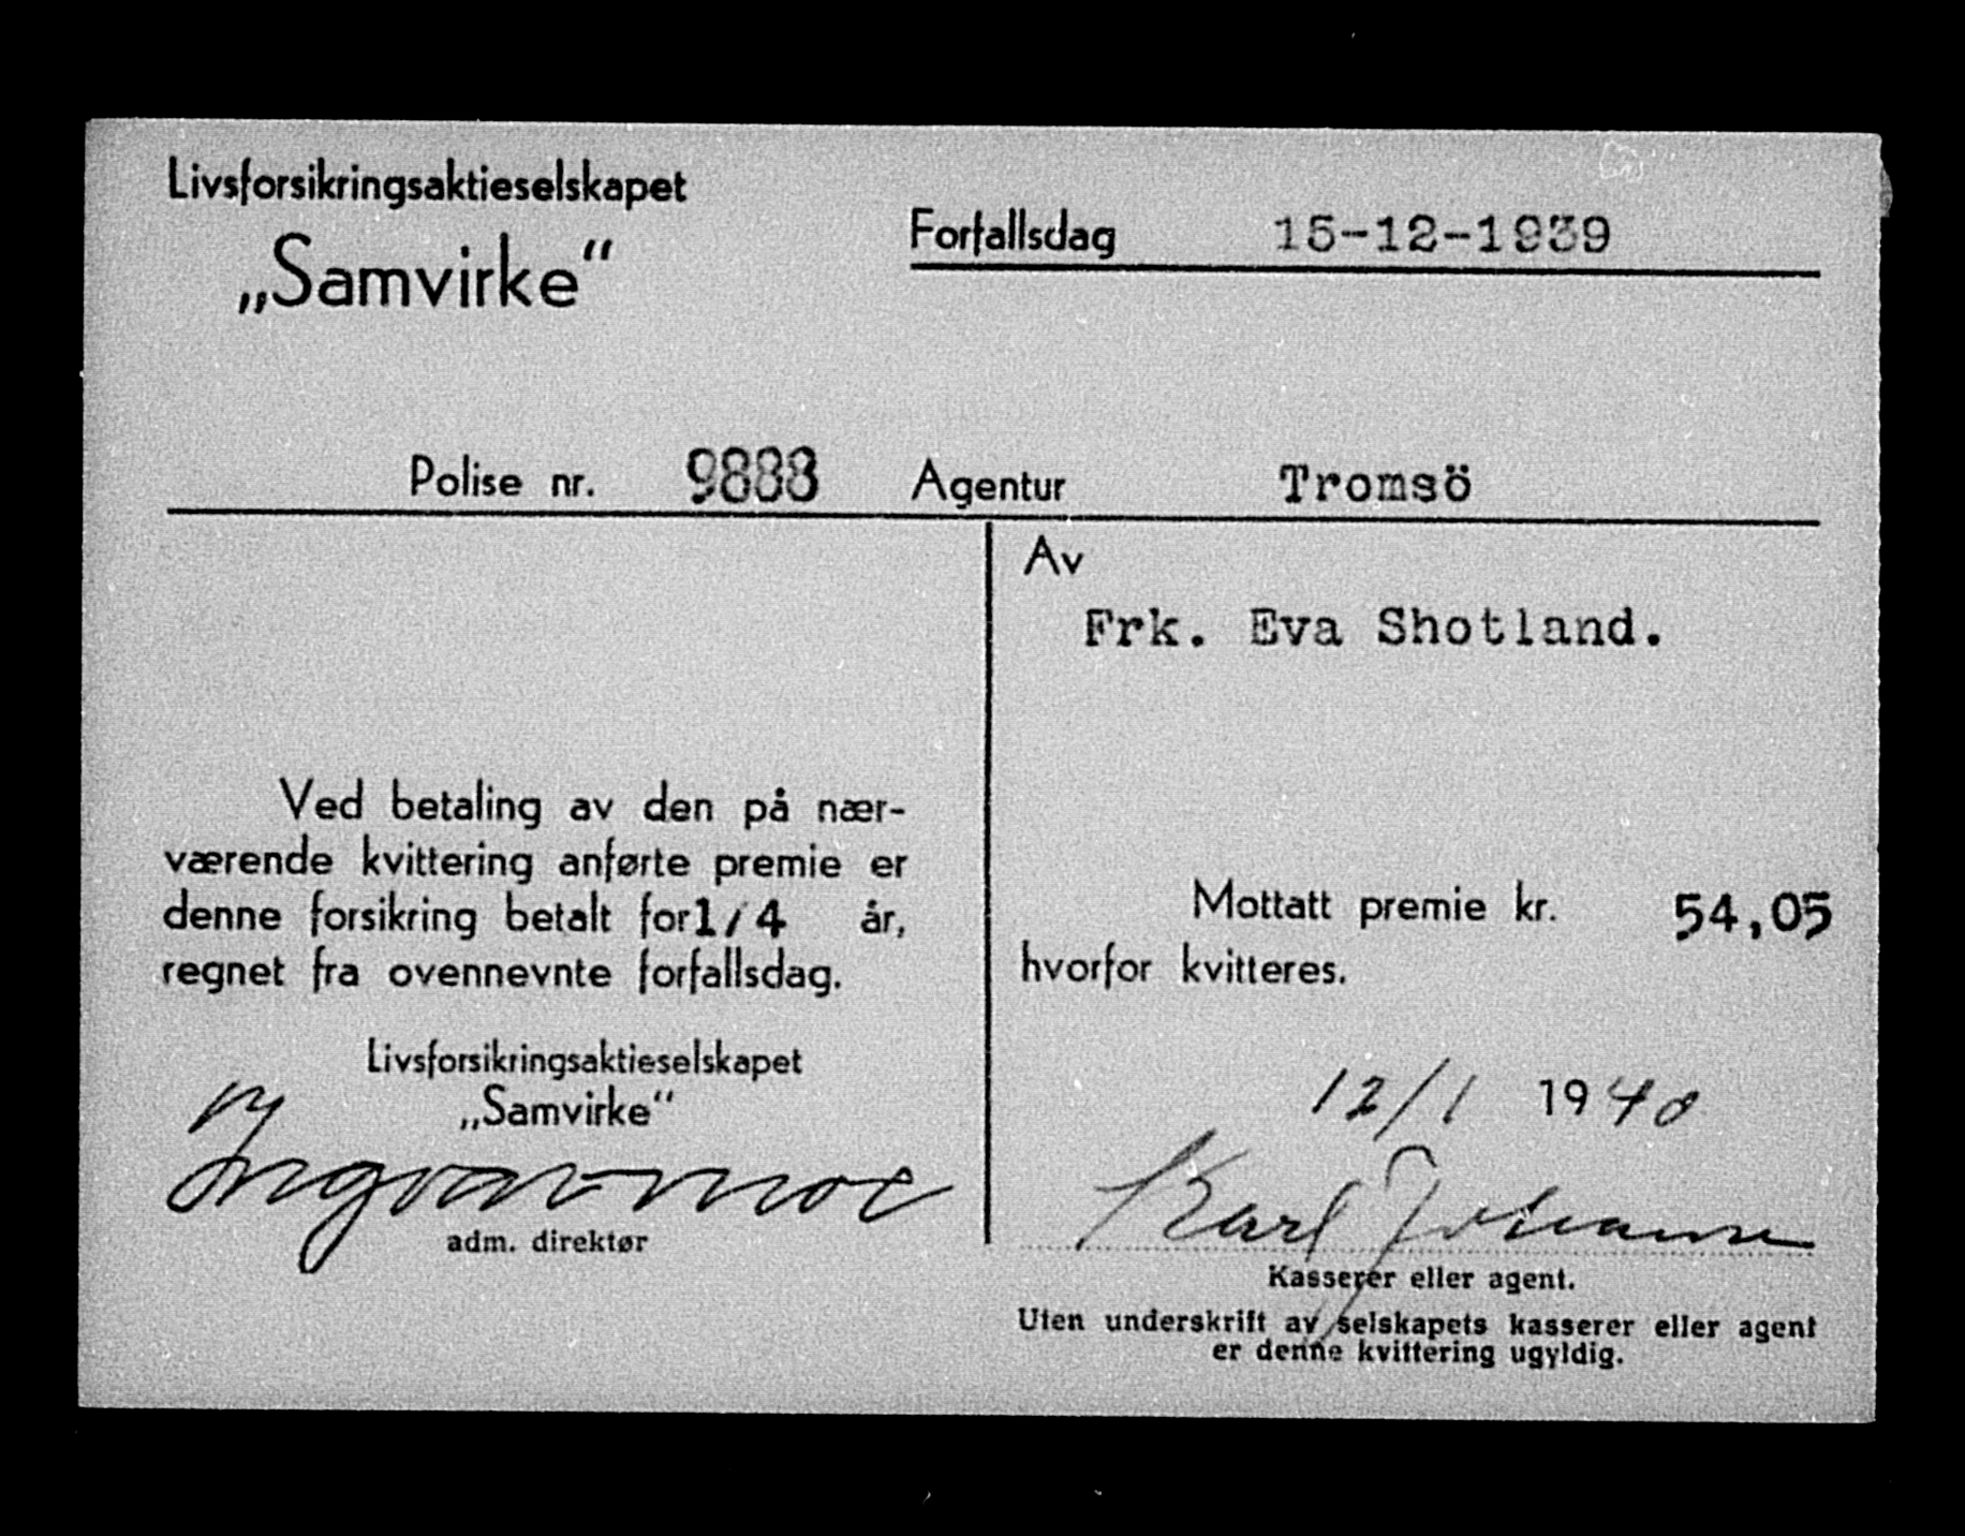 Livsforsikringsaktieselskapet
„Samvirke“
Forfallsdag 15-12-1939
Polise nr. 9888 Agentur Tromsö
Av
Frk. Eva Shotland.
Ved betaling av den på nær-
værende kvittering anførte premie er
denne forsikring betalt for 1/4 år,
regnet fra ovennevnte forfallsdag.
Livsforsikringsaktieselskapet
„Samvirke“
adm. direktør
Mottatt premie kr. 54,05
hvorfor kvitteres.
12/1 1940
Karl
Kasserer eller agent.
Uten underskrift av selskapets kasserer eller agent
er denne kvittering ugyldig.